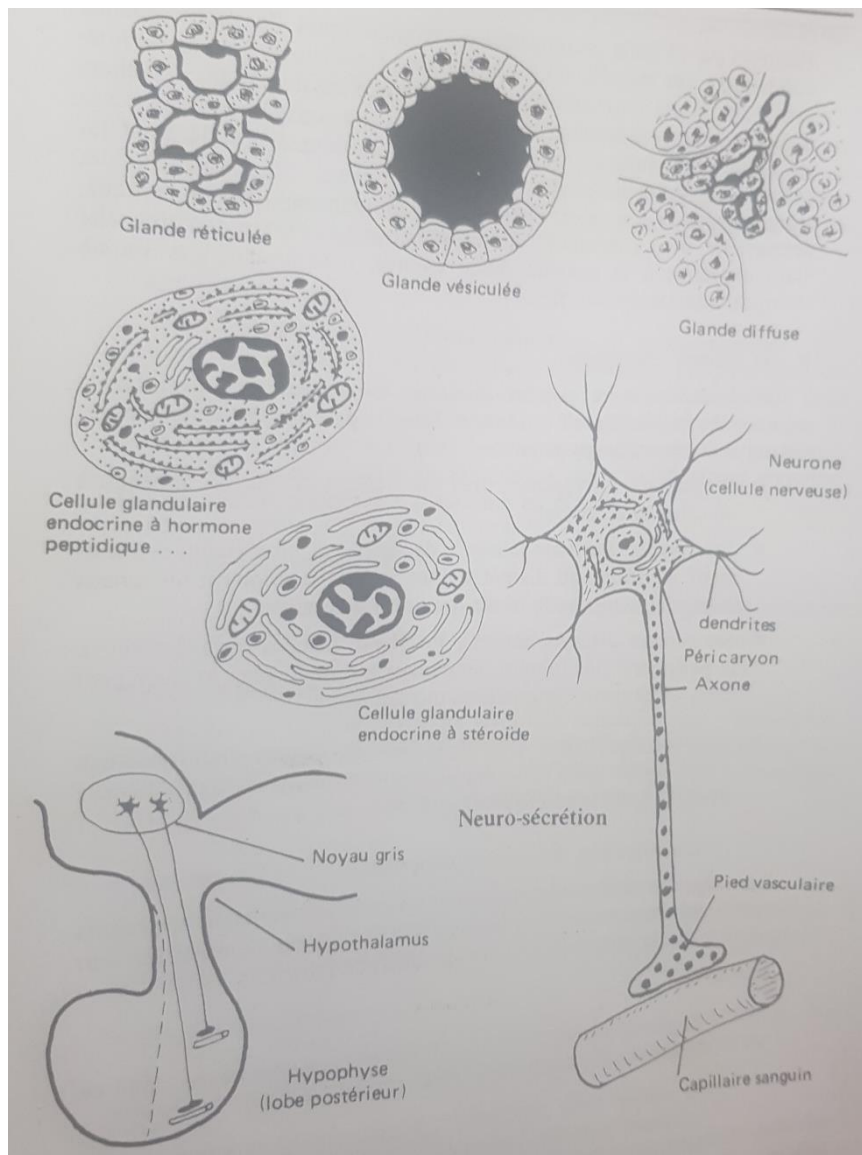 Glande réticulée
Glande vésiculée
Glande diffuse
Cellule glandulaire
endocrine à hormone
peptidique . . .
Neurone
(cellule nerveuse)
dendrites
Péricaryon
Axone
Cellule glandulaire
endocrine à stéroïde
Neuro-sécrétion
Noyau gris
Pied vasculaire
Hypothalamus
Hypophyse
(lobe postérieur)
Capillaire sanguin